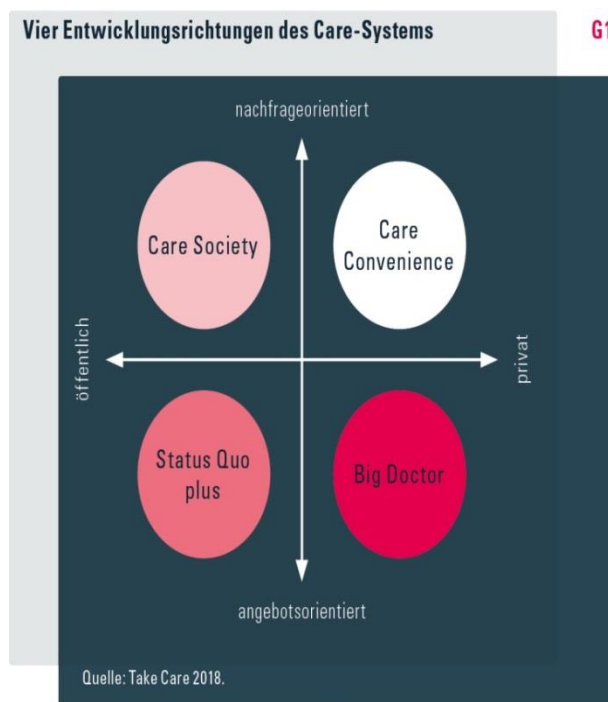 Vier Entwicklungsrichtungen des Care-Systems
G1
nachfrageorientiert
Care Society
Care
Convenience
öffentlich
privat
Status Quo
plus
Big Doctor
angebotsorientiert
Quelle: Take Care 2018.